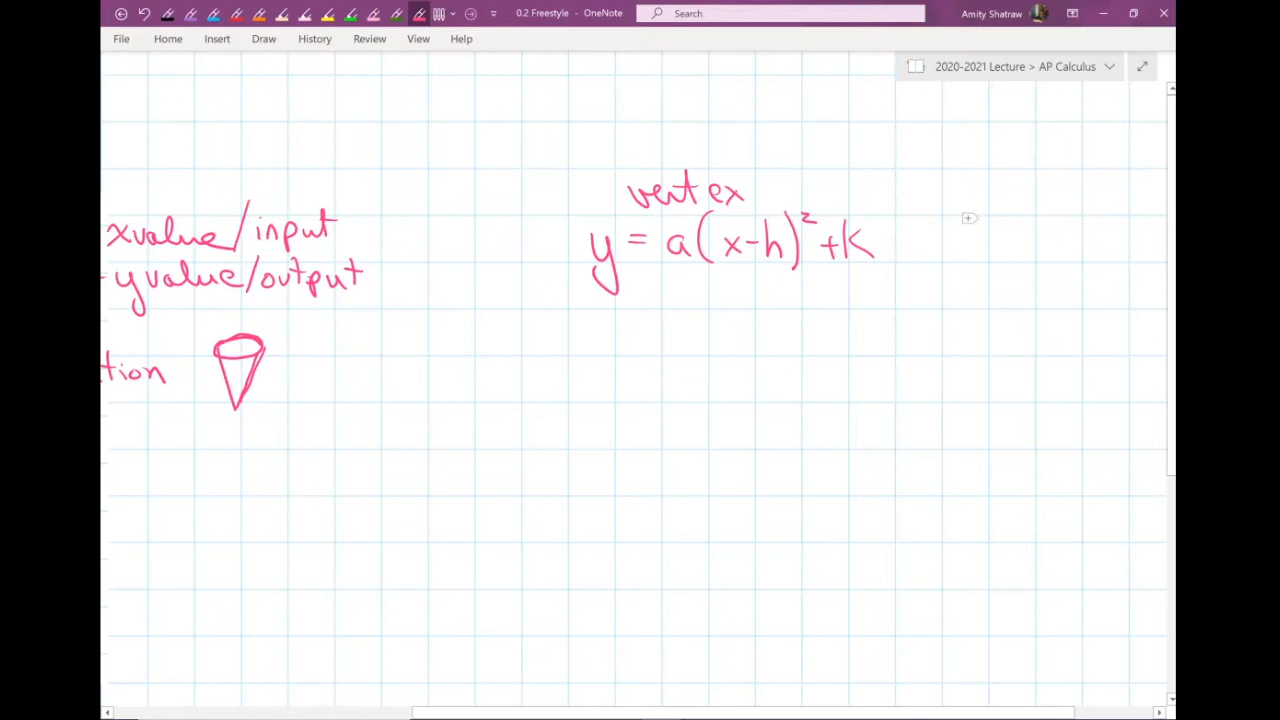 0.2 Freestyle - OneNote
Search
Amity Shatraw
File Home Insert Draw History Review View Help
2020-2021 Lecture > AP Calculus
xvalue/input
-yvalue/output
tion
vertex
y = a(x-h)²+k